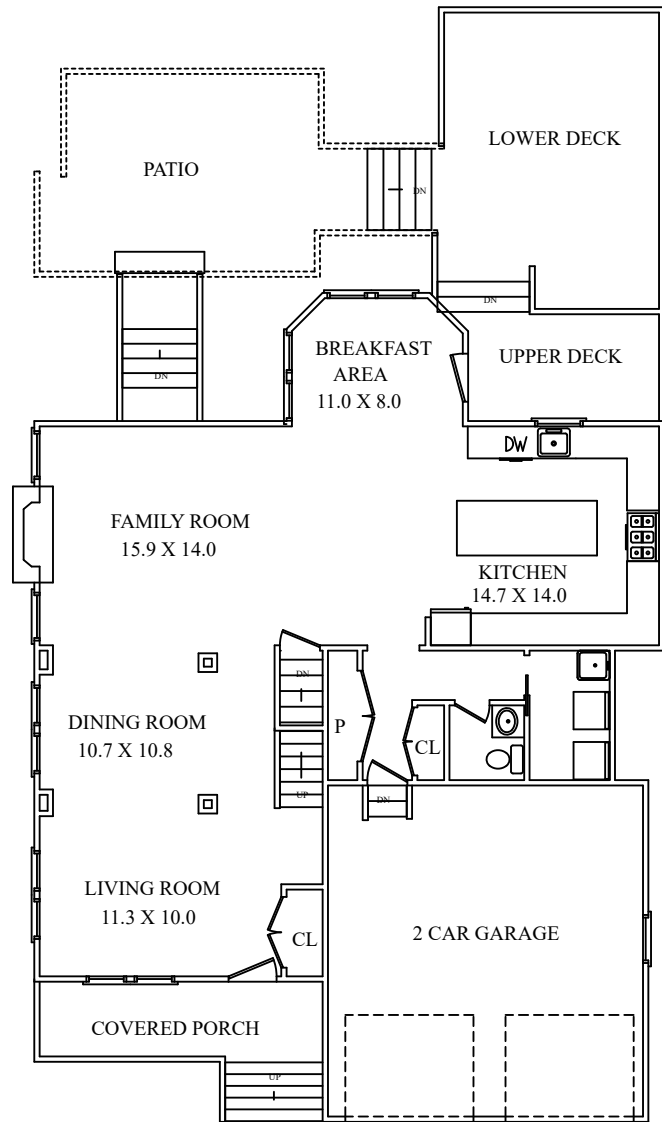 LOWER DECK
PATIO
DN
DN
UPPER DECK
BREAKFAST
AREA
11.0 X 8.0
DN
DW
FAMILY ROOM
15.9 X 14.0
KITCHEN
14.7 X 14.0
DN
P
DINING ROOM
10.7 X 10.8
CL
UP
DN
LIVING ROOM
11.3 X 10.0
CL
2 CAR GARAGE
COVERED PORCH
UP